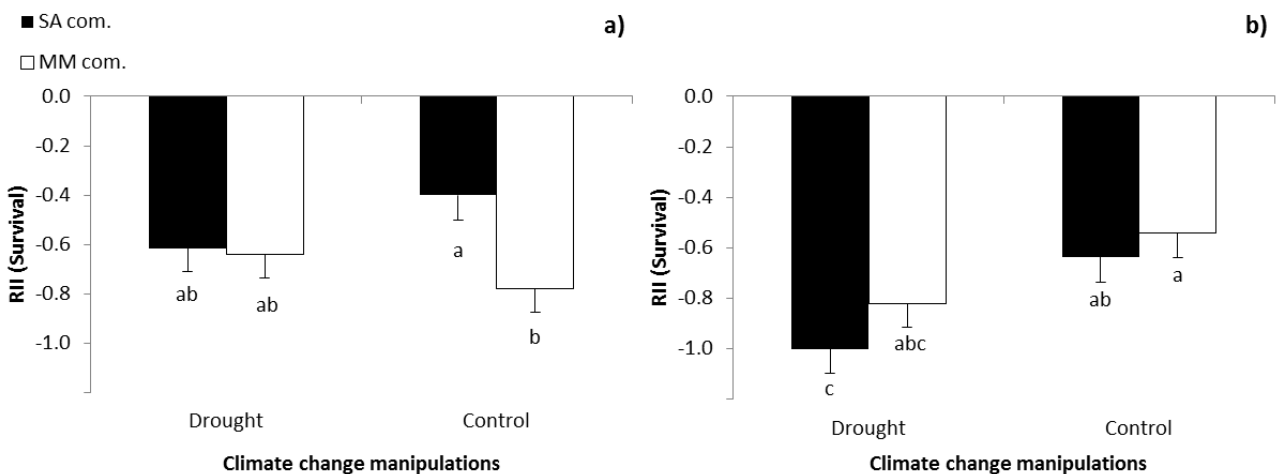 SA com.
MM com.
a)
0.0
-0.2
-0.4
-0.6
-0.8
-1.0
RII (Survival)
ab
ab
a
b
Drought
Control
Climate change manipulations
b)
0.0
-0.2
-0.4
-0.6
-0.8
-1.0
RII (Survival)
c
abc
ab
a
Drought
Control
Climate change manipulations